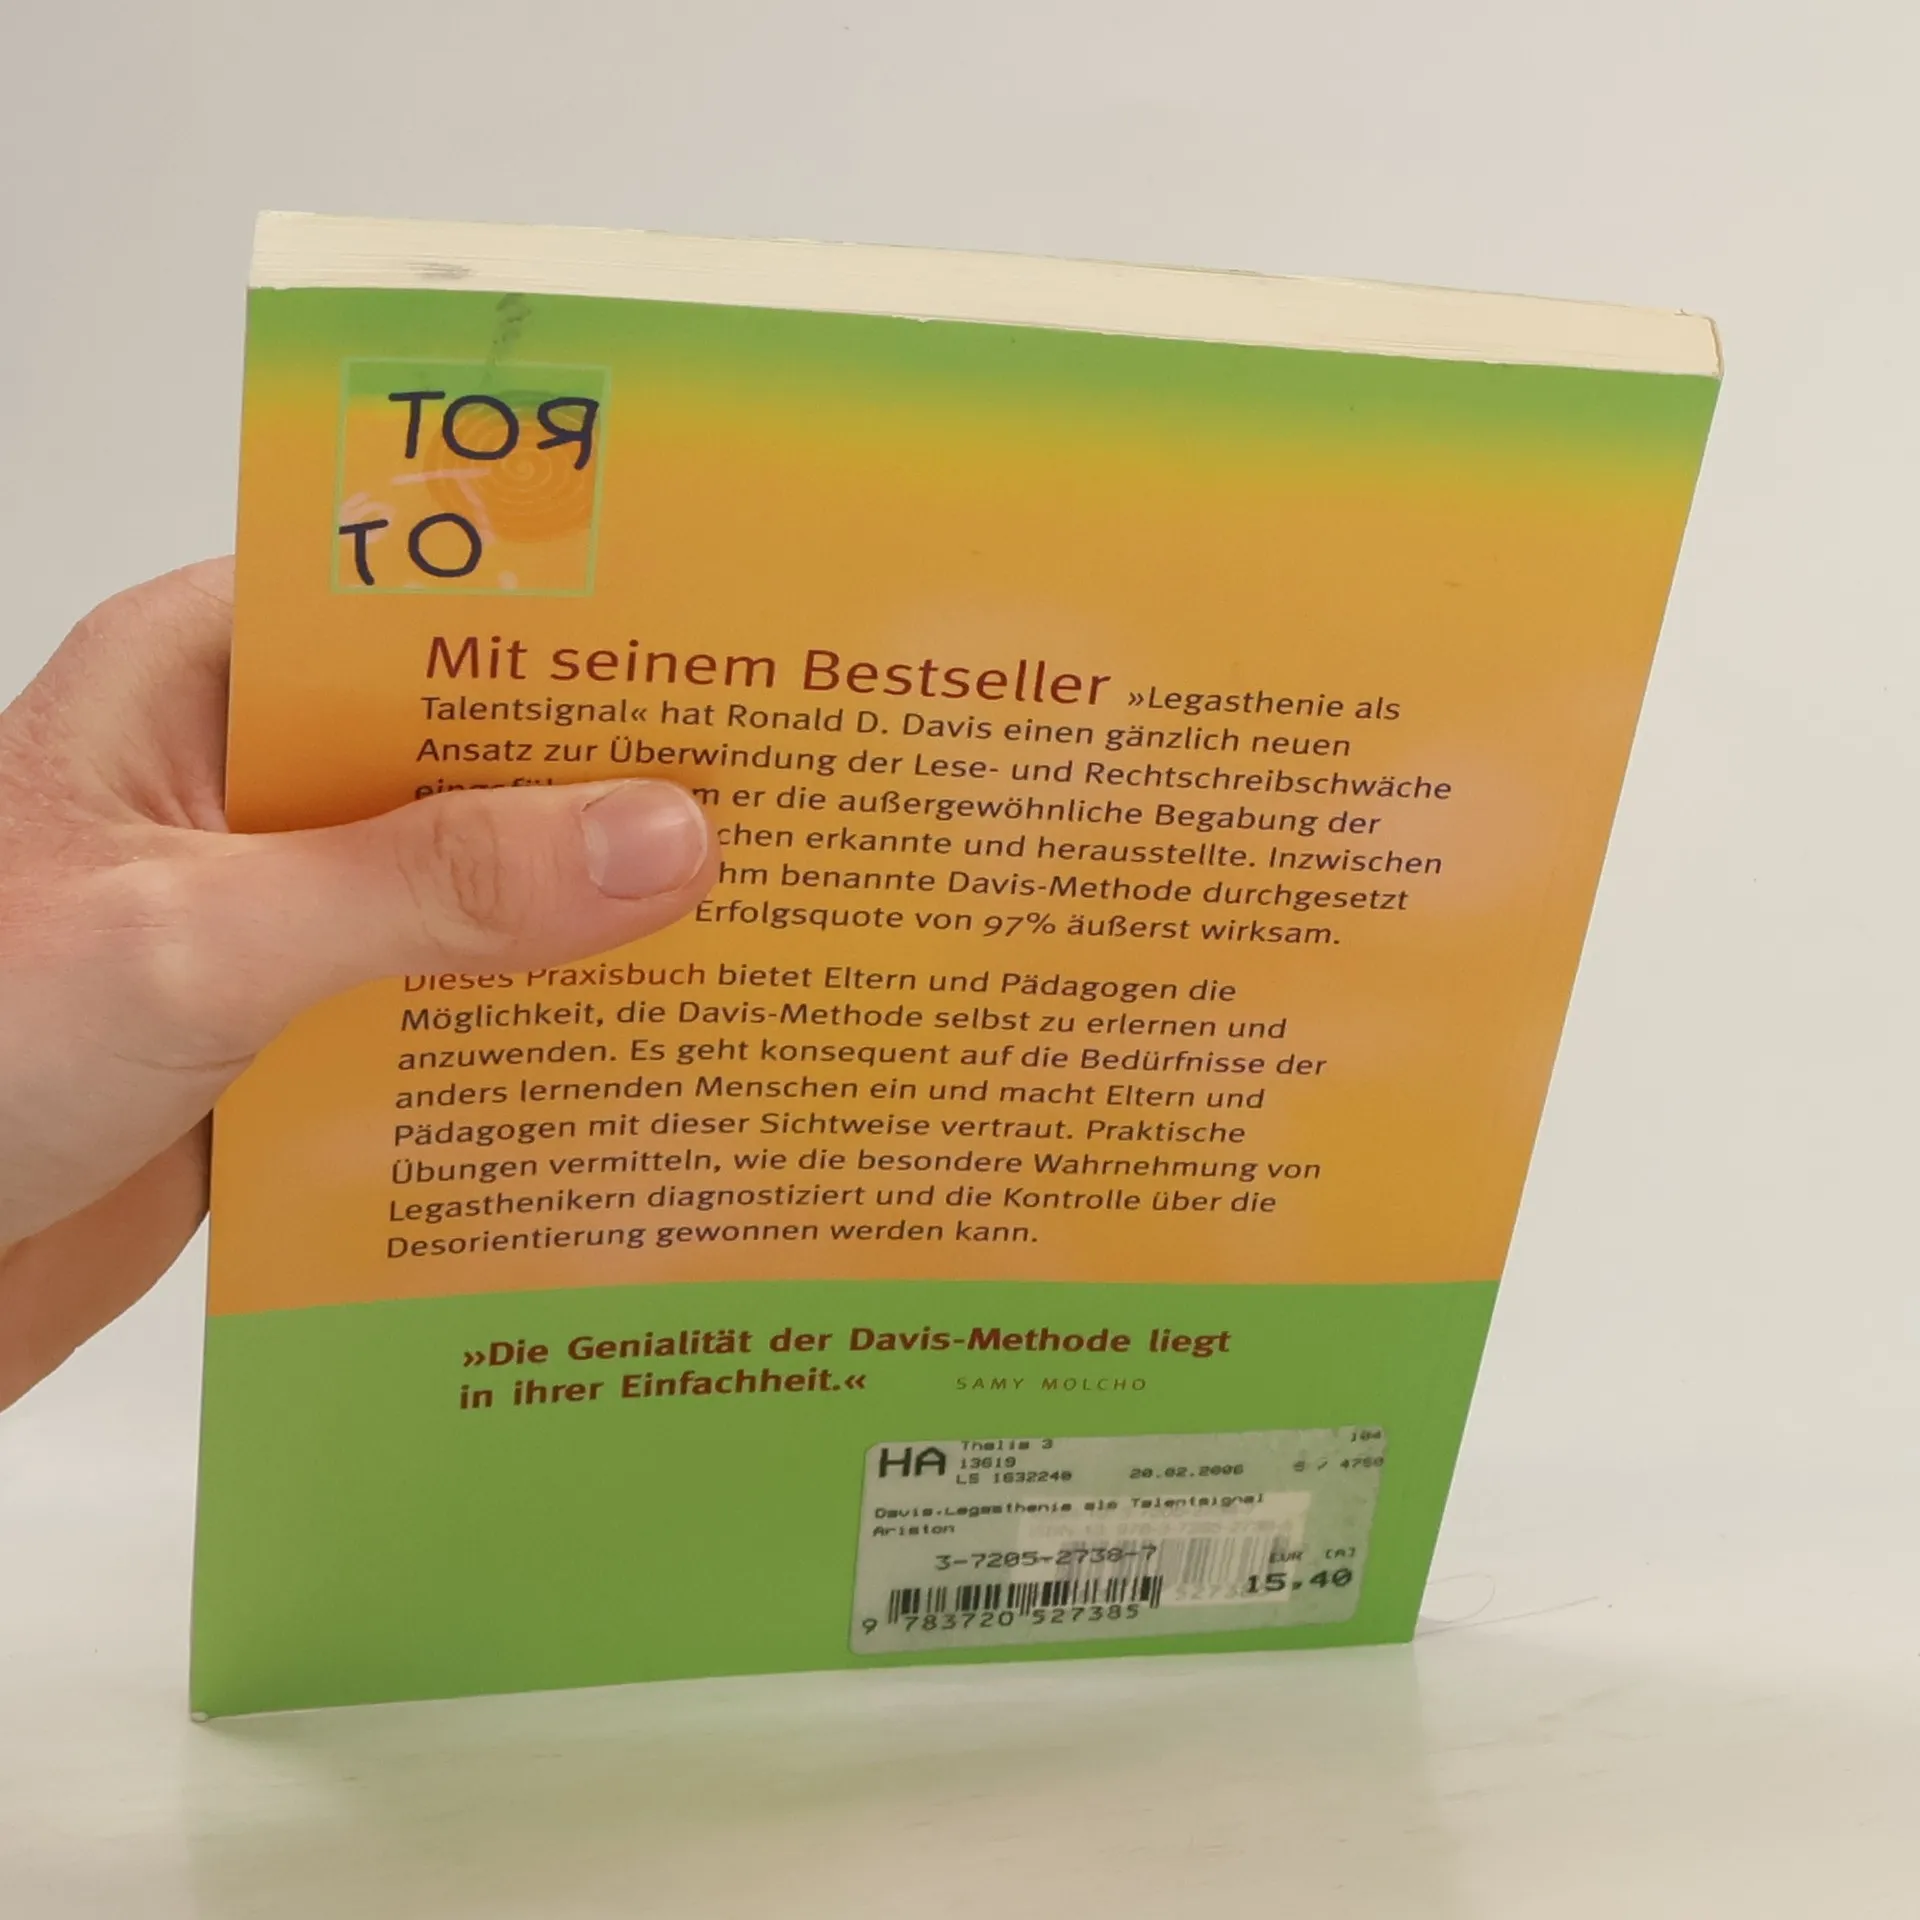 TOЯ
TO
Mit seinem Bestseller »Legasthenie als
Talentsignal« hat Ronald D. Davis einen gänzlich neuen
Ansatz zur Überwindung der Lese- und Rechtschreibschwäche
er die außergewöhnliche Begabung der
erkannte und herausstellte. Inzwischen
benannte Davis-Methode durchgesetzt
Erfolgsquote von 97% äußerst wirksam.
Dieses Praxisbuch bietet Eltern und Pädagogen die
Möglichkeit, die Davis-Methode selbst zu erlernen und
anzuwenden. Es geht konsequent auf die Bedürfnisse der
anders lernenden Menschen ein und macht Eltern und
Pädagogen mit dieser Sichtweise vertraut. Praktische
Übungen vermitteln, wie die besondere Wahrnehmung von
Legasthenikern diagnostiziert und die Kontrolle über die
Desorientierung gewonnen werden kann.
»Die Genialität der Davis-Methode liegt
in ihrer Einfachheit.« SAMY MOLCHO
HA Thalia 3 104
13619
LS 1632240 20.02.2006 6 / 4760
Davis.Legasthenie als Talentsignal
Ariston
3-7205-2738-7 EUR [A]
15,40
9 783720 527385